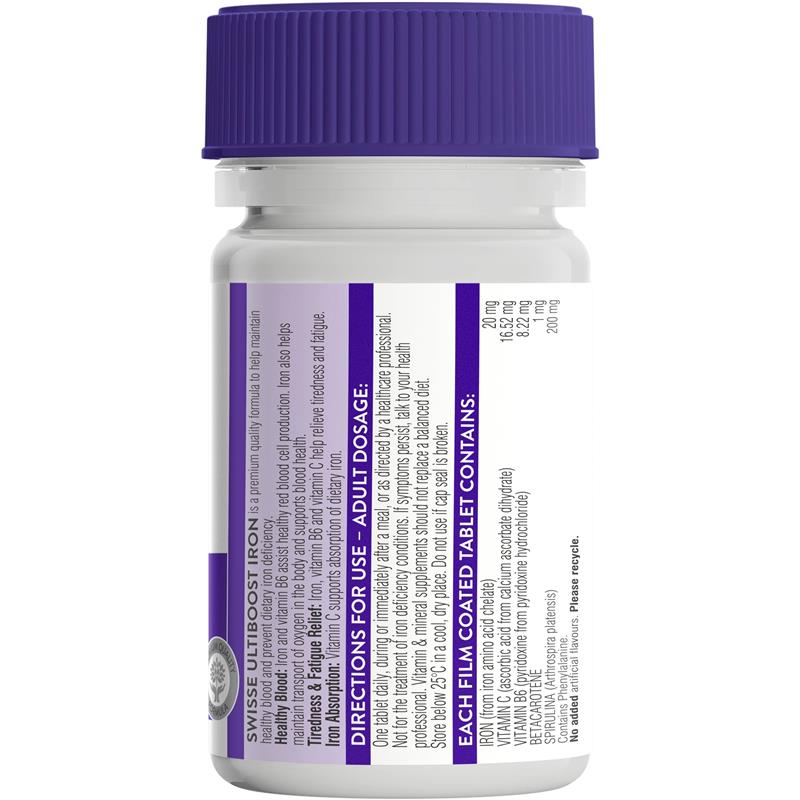 SWISSE ULTIBOOST IRON is a premium quality formula to help maintain
healthy blood and prevent dietary iron deficiency.
Healthy Blood: Iron and vitamin B6 assist healthy red blood cell production. Iron also helps
maintain transport of oxygen in the body and supports blood health.
Tiredness & Fatigue Relief: Iron, vitamin B6 and vitamin C help relieve tiredness and fatigue.
Iron Absorption: Vitamin C supports absorption of dietary iron.
DIRECTIONS FOR USE – ADULT DOSAGE:
One tablet daily, during or immediately after a meal, or as directed by a healthcare professional.
Not for the treatment of iron deficiency conditions. If symptoms persist, talk to your health
professional. Vitamin & mineral supplements should not replace a balanced diet.
Store below 25°C in a cool, dry place. Do not use if cap seal is broken.
EACH FILM COATED TABLET CONTAINS:
IRON (from iron amino acid chelate) 20 mg
VITAMIN C (ascorbic acid from calcium ascorbate dihydrate) 16.52 mg
VITAMIN B6 (pyridoxine from pyridoxine hydrochloride) 8.22 mg
BETACAROTENE 1 mg
SPIRULINA (Arthrospira platensis) 200 mg
Contains Phenylalanine.
No added artificial flavours. Please recycle.
QUALITY